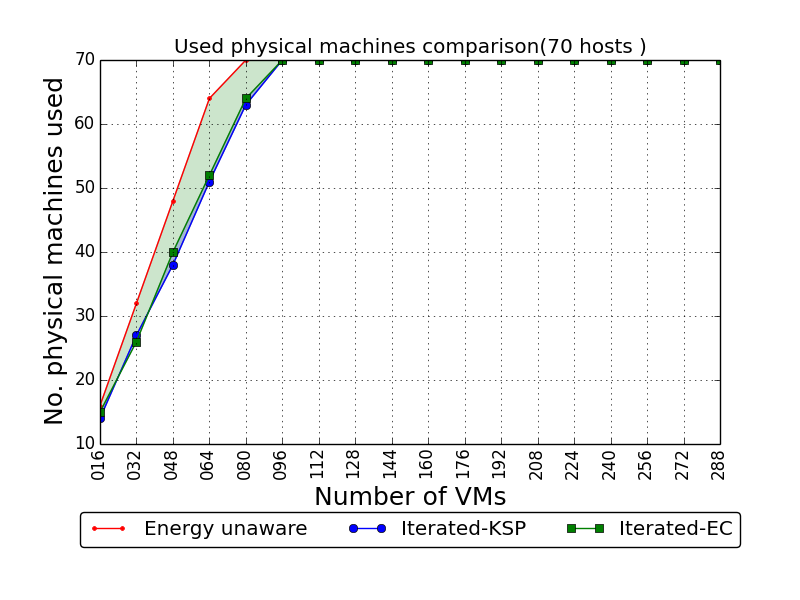 Used physical machines comparison(70 hosts )
No. physical machines used
70
60
50
40
30
20
10
016 032 048 064 080 096 112 128 144 160 176 192 208 224 240 256 272 288
Number of VMs
Energy unaware Iterated-KSP Iterated-EC